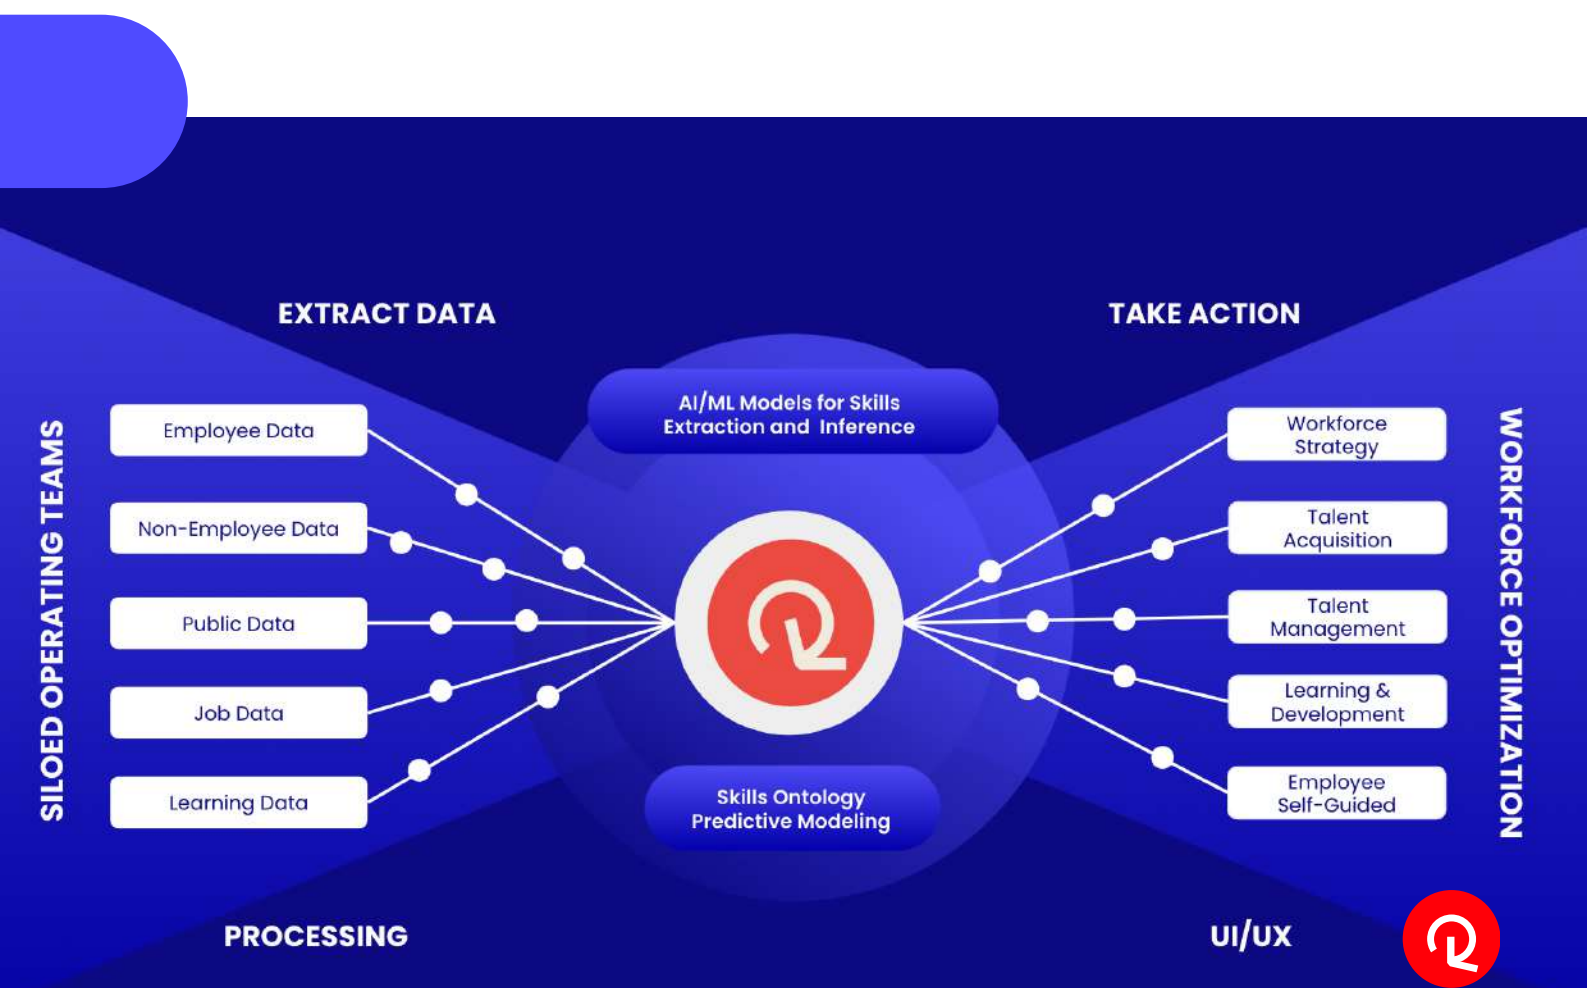 EXTRACT DATA
TAKE ACTION
SILOED OPERATING TEAMS
Employee Data
Non-Employee Data
Public Data
Job Data
Learning Data
AI/ML Models for Skills
Extraction and Inference
Skills Ontology
Predictive Modeling
Workforce
Strategy
Talent
Acquisition
Talent
Management
Learning &
Development
Employee
Self-Guided
WORKFORCE OPTIMIZATION
PROCESSING
UI/UX